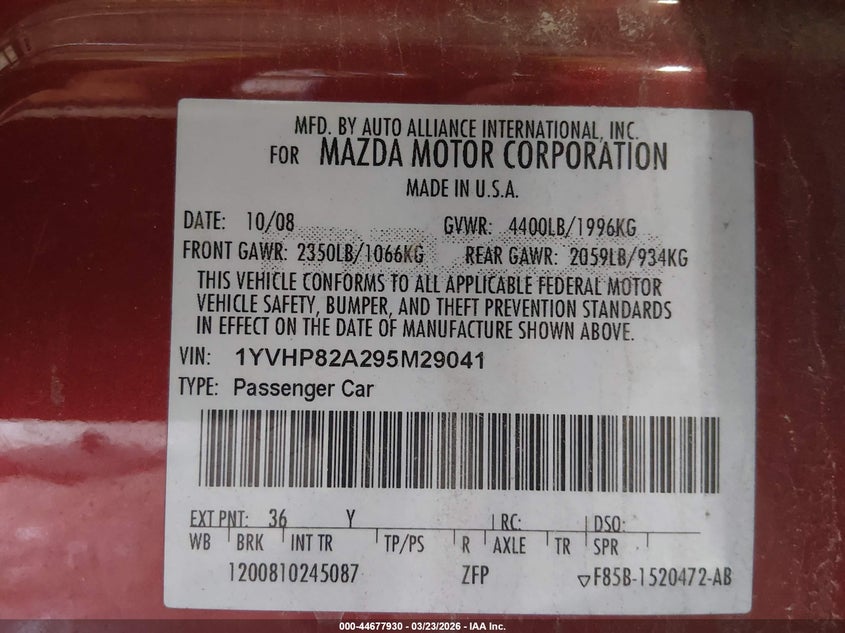 MFD. BY AUTO ALLIANCE INTERNATIONAL, INC.
FOR MAZDA MOTOR CORPORATION
MADE IN U.S.A.
DATE: 10/08 GVWR: 4400LB/1996KG
FRONT GAWR: 2350LB/1066KG REAR GAWR: 2059LB/934KG
THIS VEHICLE CONFORMS TO ALL APPLICABLE FEDERAL MOTOR
VEHICLE SAFETY, BUMPER, AND THEFT PREVENTION STANDARDS
IN EFFECT ON THE DATE OF MANUFACTURE SHOWN ABOVE.
VIN: 1YVHP82A295M29041
TYPE: Passenger Car
EXT PNT: 36 Y RC: DSO:
WB BRK INT TR TP/PS R AXLE TR SPR
1200810245087 ZFP ▽F85B-1520472-AB
000-44677930 - 03/23/2026 - IAA Inc.